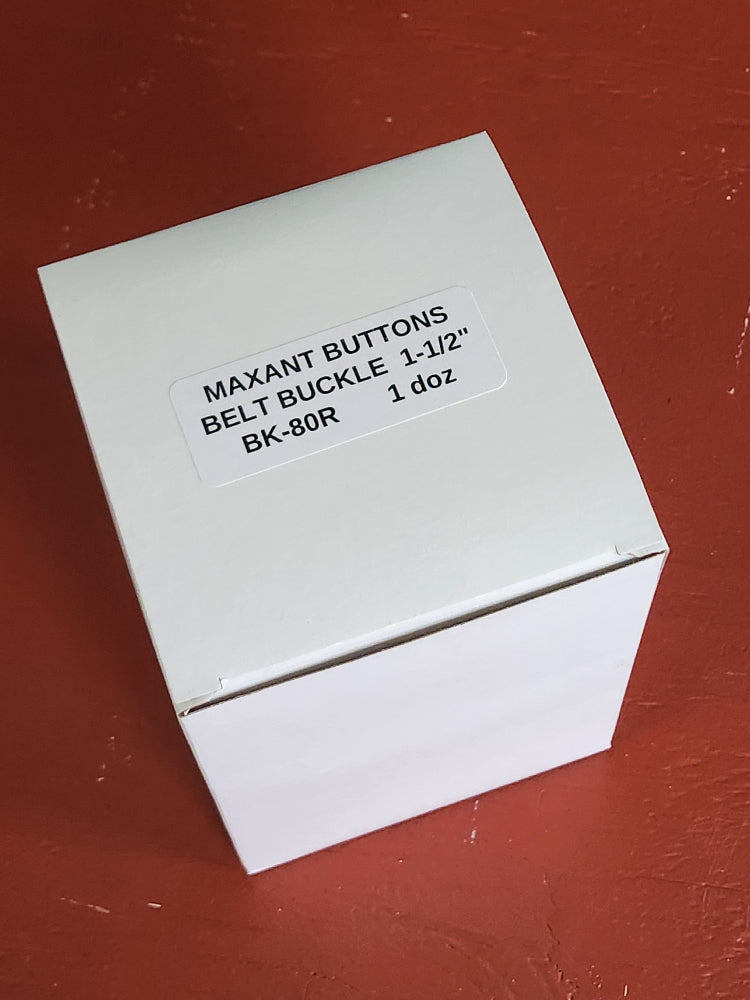 MAXANT BUTTONS
BELT BUCKLE 1-1/2"
BK-80R 1 doz